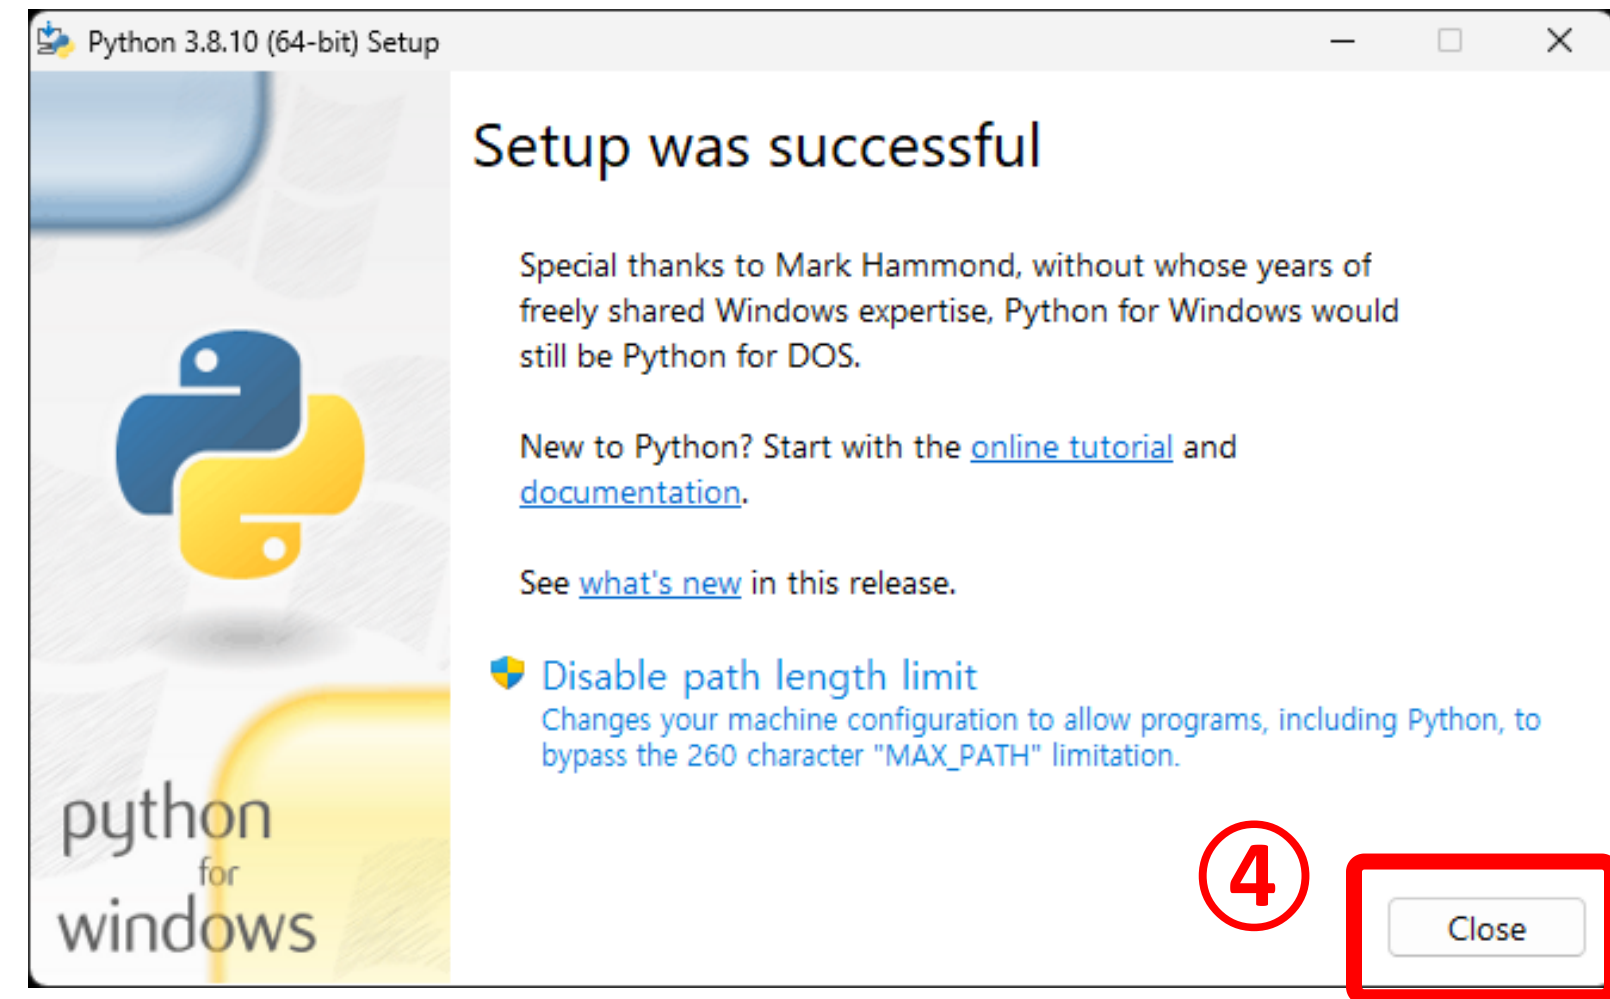 Python 3.8.10 (64-bit) Setup
Setup was successful
Special thanks to Mark Hammond, without whose years of
freely shared Windows expertise, Python for Windows would
still be Python for DOS.
New to Python? Start with the online tutorial and
documentation.
See what's new in this release.
Disable path length limit
Changes your machine configuration to allow programs, including Python, to
bypass the 260 character "MAX_PATH" limitation.
python
for
windows
④
Close